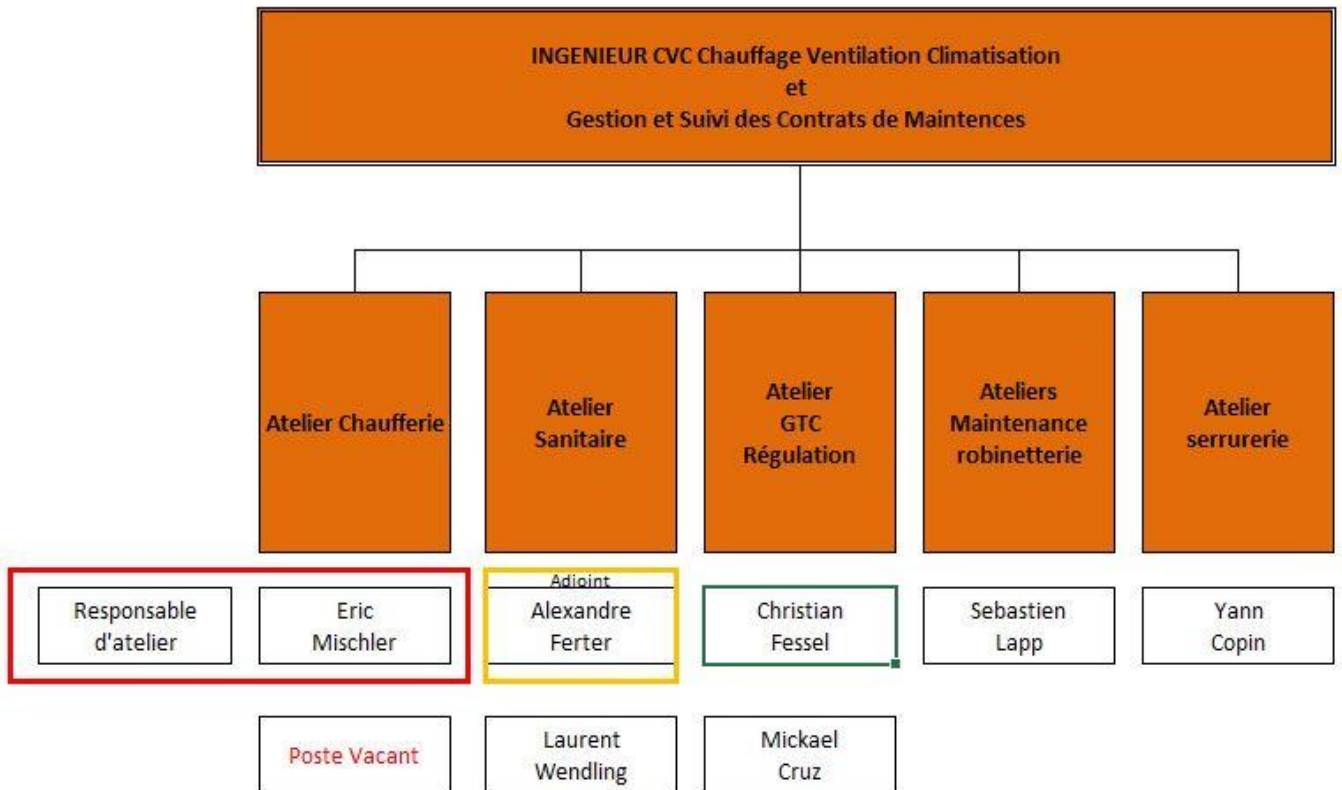 INGENIEUR CVC Chauffage Ventilation Climatisation
et
Gestion et Suivi des Contrats de Maintences
Atelier Chaufferie
Atelier
Sanitaire
Atelier
GTC
Régulation
Ateliers
Maintenance
robinetterie
Atelier
serrurerie
Responsable
d'atelier
Eric
Mischler
Adjoint
Alexandre
Ferter
Christian
Fessel
Sebastien
Lapp
Yann
Copin
Poste Vacant
Laurent
Wendling
Mickael
Cruz